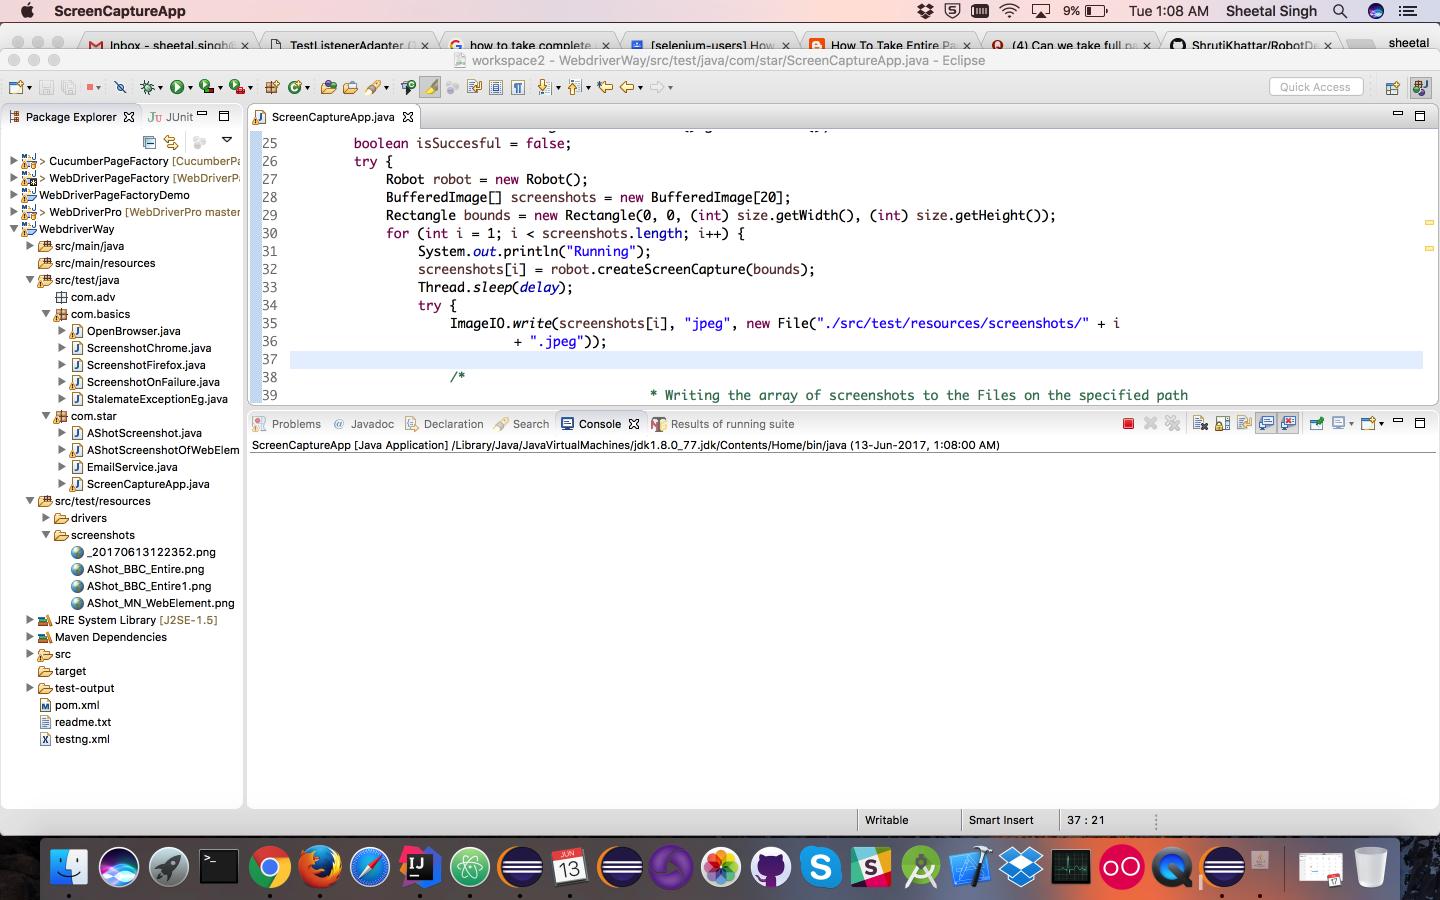 ScreenCaptureApp
9%
Tue 1:08 AM
Sheetal Singh
Inbox - sheetal.singh@
TestListenerAdapter (
how to take complete
[selenium-users] How
How To Take Entire Pa
(4) Can we take full pa
ShrutiKhattar/RobotDe
sheetal
workspace2 - WebdriverWay/src/test/java/com/star/ScreenCaptureApp.java - Eclipse
Quick Access
Package Explorer
JUnit
CucumberPageFactory [CucumberPa
WebDriverPageFactory [WebDriverPa
WebDriverPageFactoryDemo
WebDriverPro [WebDriverPro master
WebdriverWay
src/main/java
src/main/resources
src/test/java
com.adv
com.basics
OpenBrowser.java
ScreenshotChrome.java
ScreenshotFirefox.java
ScreenshotOnFailure.java
StalemateExceptionEg.java
com.star
AShotScreenshot.java
AShotScreenshotOfWebElem
EmailService.java
ScreenCaptureApp.java
src/test/resources
drivers
screenshots
_20170613122352.png
AShot_BBC_Entire.png
AShot_BBC_Entire1.png
AShot_MN_WebElement.png
JRE System Library [J2SE-1.5]
Maven Dependencies
src
target
test-output
pom.xml
readme.txt
testng.xml
ScreenCaptureApp.java
25 boolean isSuccesful = false;
26 try {
27 Robot robot = new Robot();
28 BufferedImage[] screenshots = new BufferedImage[20];
29 Rectangle bounds = new Rectangle(0, 0, (int) size.getWidth(), (int) size.getHeight());
30 for (int i = 1; i < screenshots.length; i++) {
31 System.out.println("Running");
32 screenshots[i] = robot.createScreenCapture(bounds);
33 Thread.sleep(delay);
34 try {
35 ImageIO.write(screenshots[i], "jpeg", new File("./src/test/resources/screenshots/" + i
36 + ".jpeg"));
37
38 /*
39 * Writing the array of screenshots to the Files on the specified path
Problems
Javadoc
Declaration
Search
Console
Results of running suite
ScreenCaptureApp [Java Application] /Library/Java/JavaVirtualMachines/jdk1.8.0_77.jdk/Contents/Home/bin/java (13-Jun-2017, 1:08:00 AM)
Writable
Smart Insert
37 : 21
JUN
13